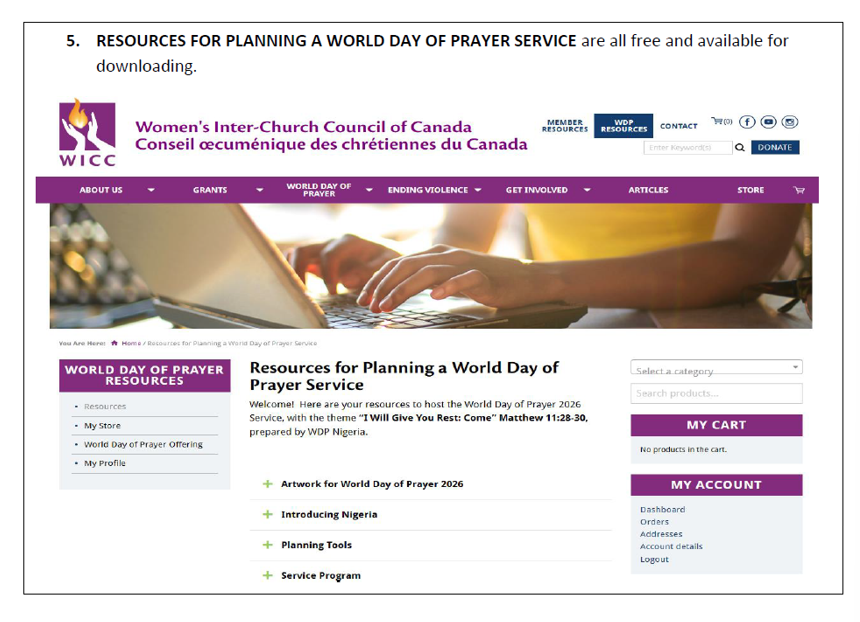 5. RESOURCES FOR PLANNING A WORLD DAY OF PRAYER SERVICE are all free and available for
downloading.
WICC
Women's Inter-Church Council of Canada
Conseil œcuménique des chrétiennes du Canada
MEMBER
RESOURCES
WDP
RESOURCES
CONTACT
(0)
Enter Keyword(s)
DONATE
ABOUT US
GRANTS
WORLD DAY OF
PRAYER
ENDING VIOLENCE
GET INVOLVED
ARTICLES
STORE
You Are Here: Home / Resources for Planning a World Day of Prayer Service
WORLD DAY OF PRAYER
RESOURCES
• Resources
• My Store
• World Day of Prayer Offering
• My Profile
Resources for Planning a World Day of
Prayer Service
Welcome! Here are your resources to host the World Day of Prayer 2026
Service, with the theme "I Will Give You Rest: Come" Matthew 11:28-30,
prepared by WDP Nigeria.
+ Artwork for World Day of Prayer 2026
+ Introducing Nigeria
+ Planning Tools
+ Service Program
Select a category
Search products...
MY CART
No products in the cart.
MY ACCOUNT
Dashboard
Orders
Addresses
Account details
Logout